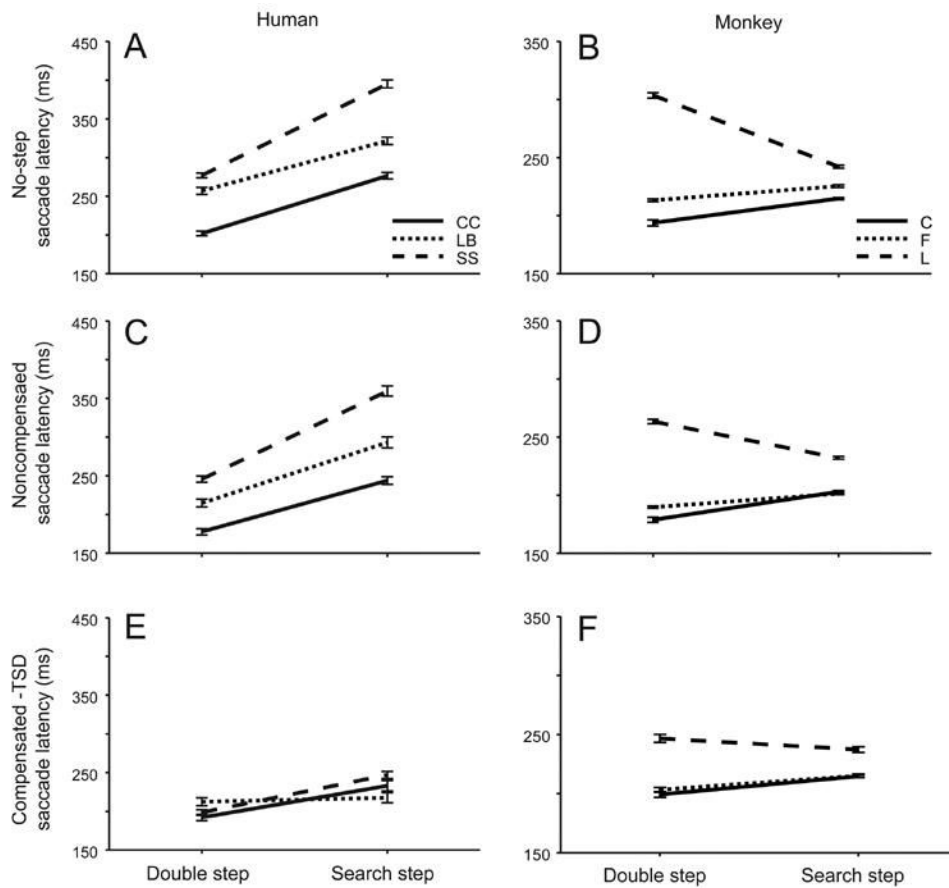 Human
Monkey
A
450
350
250
150
No-step
saccade latency (ms)
CC
LB
SS
B
350
250
150
C
F
L
C
450
350
250
150
Noncompensaed
saccade latency (ms)
D
350
250
150
E
450
350
250
150
Compensated -TSD
saccade latency (ms)
Double step
Search step
F
350
250
150
Double step
Search step